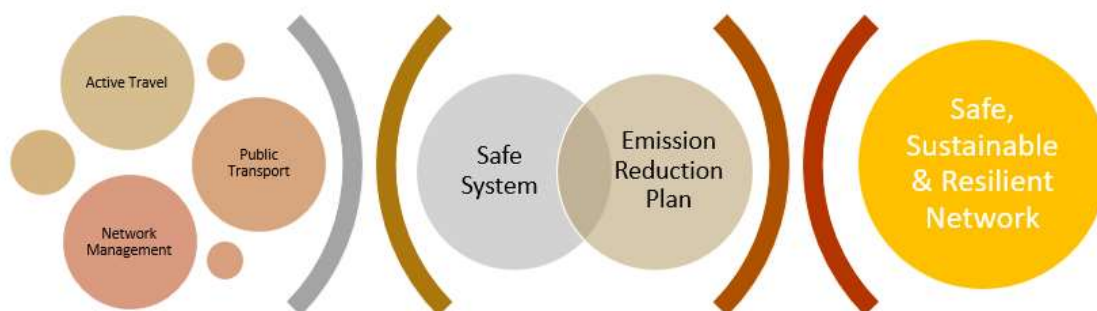 Active Travel
Public
Transport
Network
Management
Safe
System
Emission
Reduction
Plan
Safe,
Sustainable
& Resilient
Network